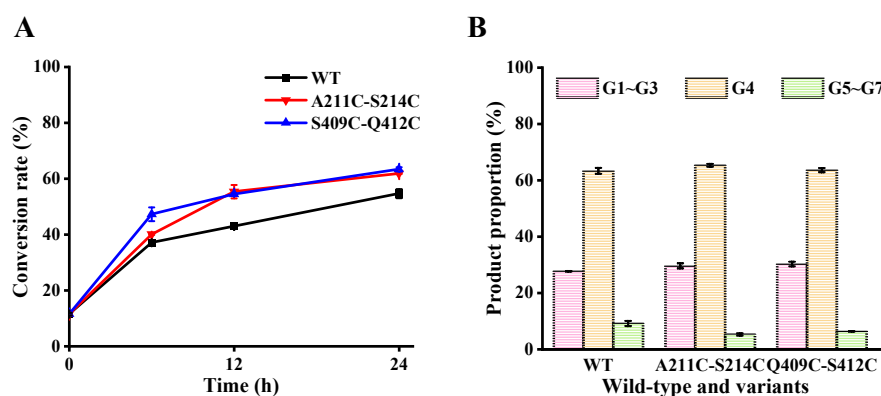 A
100
80
60
40
20
0
0
12
24
Conversion rate (%)
Time (h)
WT
A211C-S214C
S409C-Q412C
B
100
80
60
40
20
0
Product proportion (%)
G1~G3
G4
G5~G7
WT
A211C-S214C
Q409C-S412C
Wild-type and variants